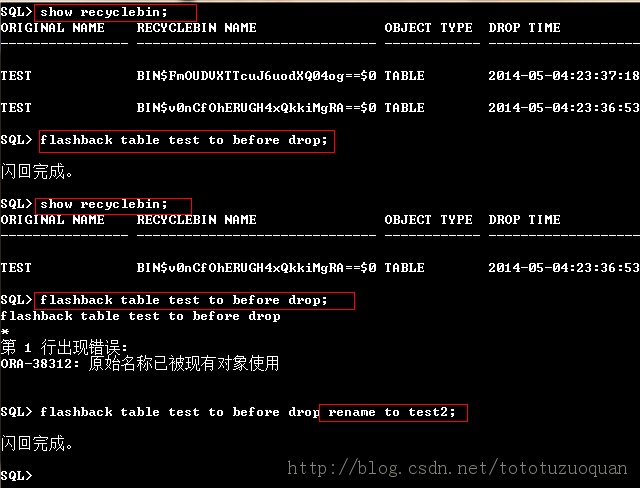 SQL> show recyclebin;
ORIGINAL NAME    RECYCLEBIN NAME                OBJECT TYPE  DROP TIME
---------------- ------------------------------ ------------ -------------------
TEST             BIN$FmOUDVXTTcuJ6uodXQ04og==$0 TABLE        2014-05-04:23:37:18
TEST             BIN$v0nCfOhERUGH4xQkkiMgRA==$0 TABLE        2014-05-04:23:36:53
SQL> flashback table test to before drop;
闪回完成。
SQL> show recyclebin;
ORIGINAL NAME    RECYCLEBIN NAME                OBJECT TYPE  DROP TIME
---------------- ------------------------------ ------------ -------------------
TEST             BIN$v0nCfOhERUGH4xQkkiMgRA==$0 TABLE        2014-05-04:23:36:53
SQL> flashback table test to before drop;
flashback table test to before drop
*
第 1 行出现错误:
ORA-38312: 原始名称已被现有对象使用
SQL> flashback table test to before drop rename to test2;
闪回完成。
SQL>
http://blog.csdn.net/tototuzuoquan